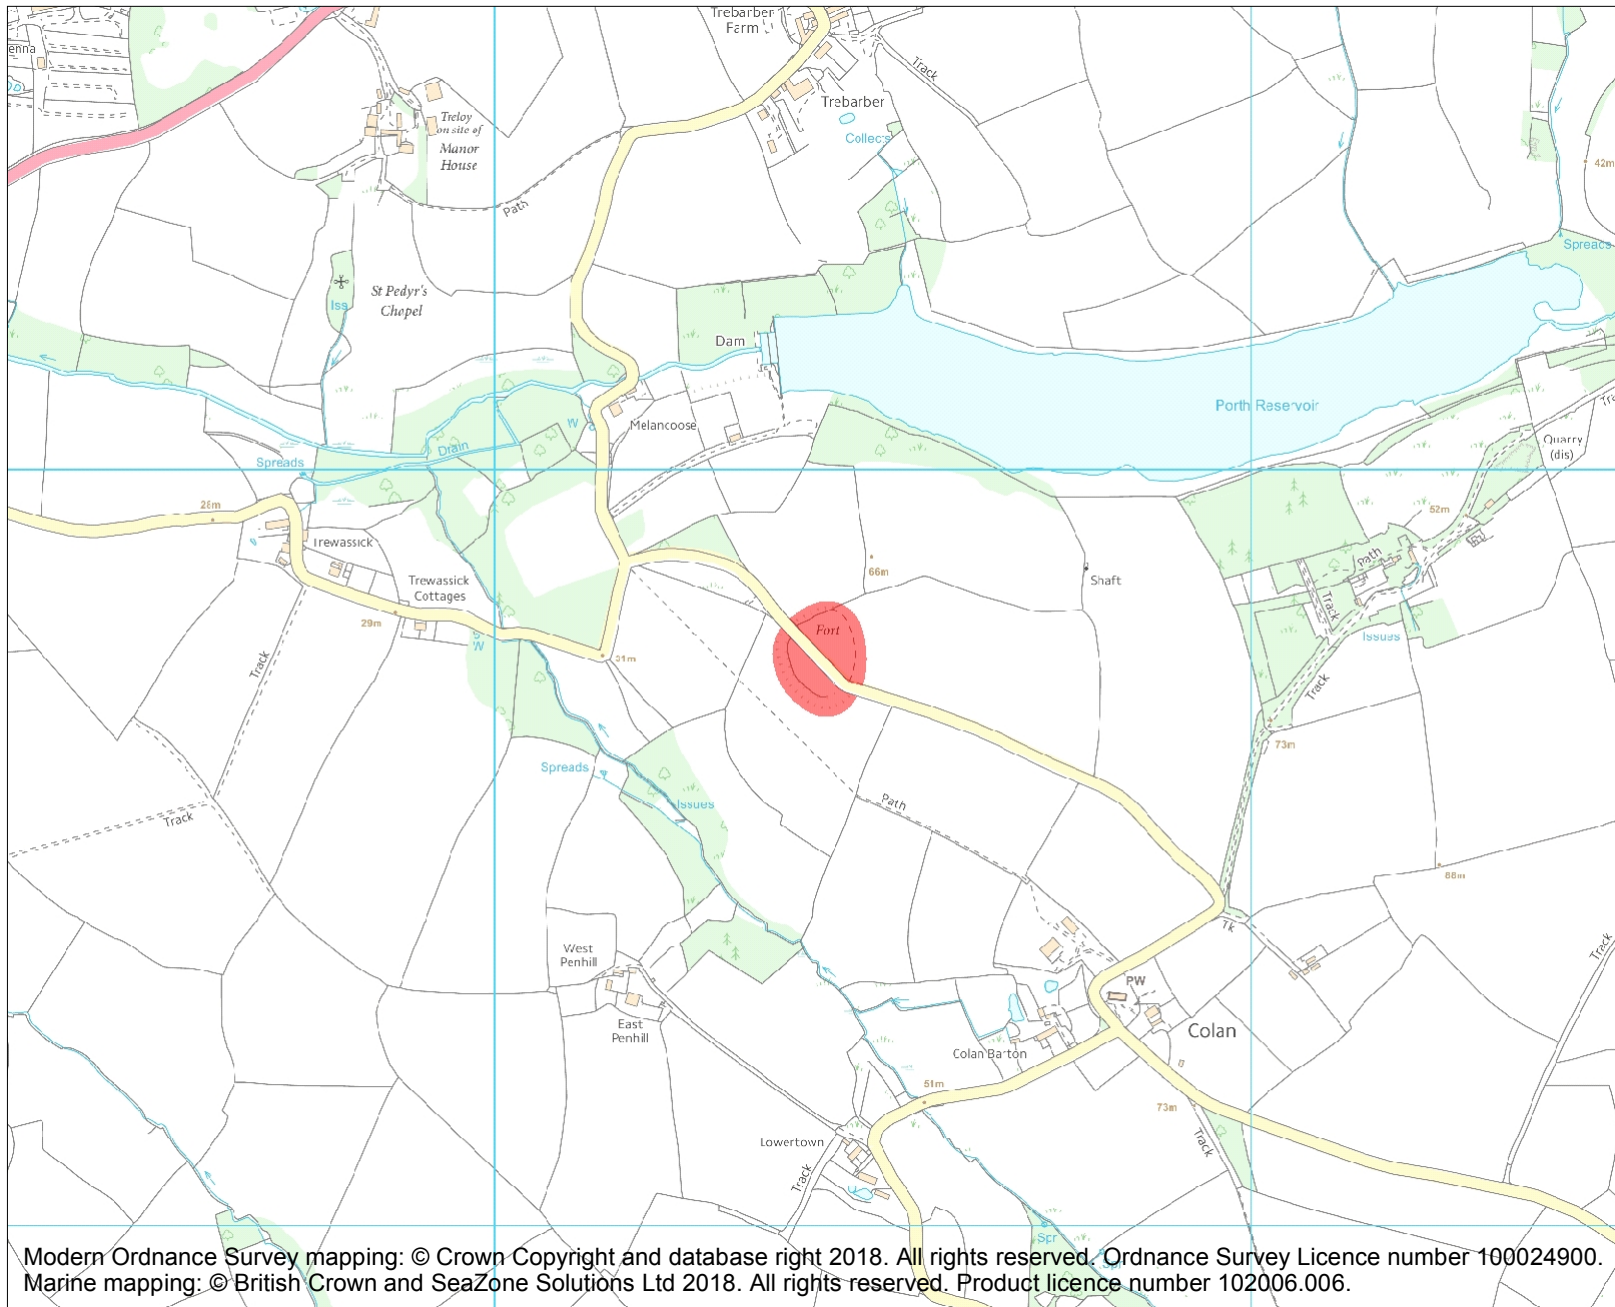 Trebarber
Farm
enna
Track
Trebarber
Treloy
on site of
Manor
House
Collects
42m
Path
Spreads
St Pedyr's
Chapel
Iss
Dam
Porth Reservoir
Melancoose
W
Drain
Quarry
(dis)
Spreads
28m
52m
Trewassick
Path
66m
Shaft
Trewassick
Cottages
Track
29m
Fort
Issues
W
31m
Track
Track
73m
Spreads
Issues
Path
Track
68m
Tk
Track
West
Penhill
PW
East
Penhill
Colan
Colan Barton
51m
73m
Lowertown
Track
Track
Spr
Spr
Modern Ordnance Survey mapping: © Crown Copyright and database right 2018. All rights reserved. Ordnance Survey Licence number 100024900.
Marine mapping: © British Crown and SeaZone Solutions Ltd 2018. All rights reserved. Product licence number 102006.006.